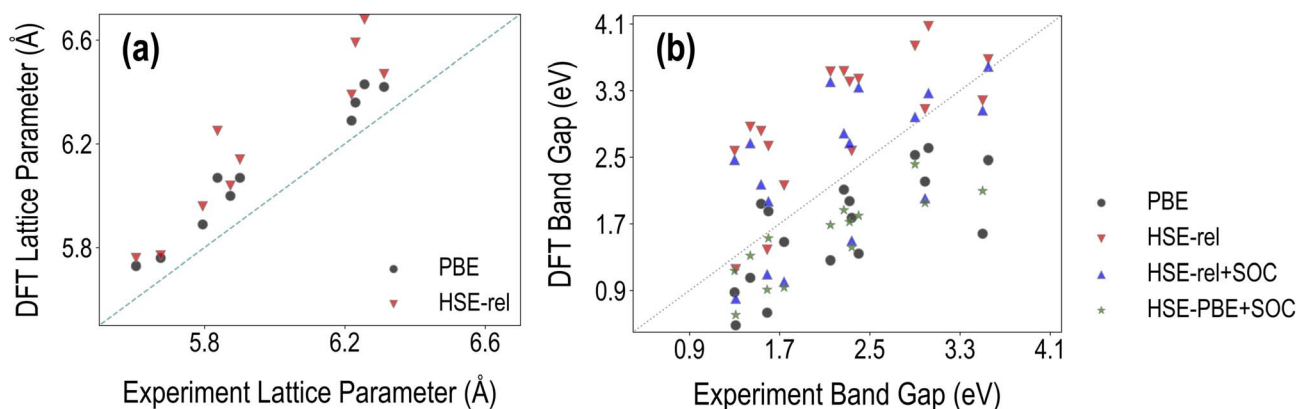 (a)
DFT Lattice Parameter (Å)
6.6
6.2
5.8
PBE
HSE-rel
5.8 6.2 6.6
Experiment Lattice Parameter (Å)
(b)
DFT Band Gap (eV)
4.1
3.3
2.5
1.7
0.9
0.9 1.7 2.5 3.3 4.1
Experiment Band Gap (eV)
PBE
HSE-rel
HSE-rel+SOC
HSE-PBE+SOC